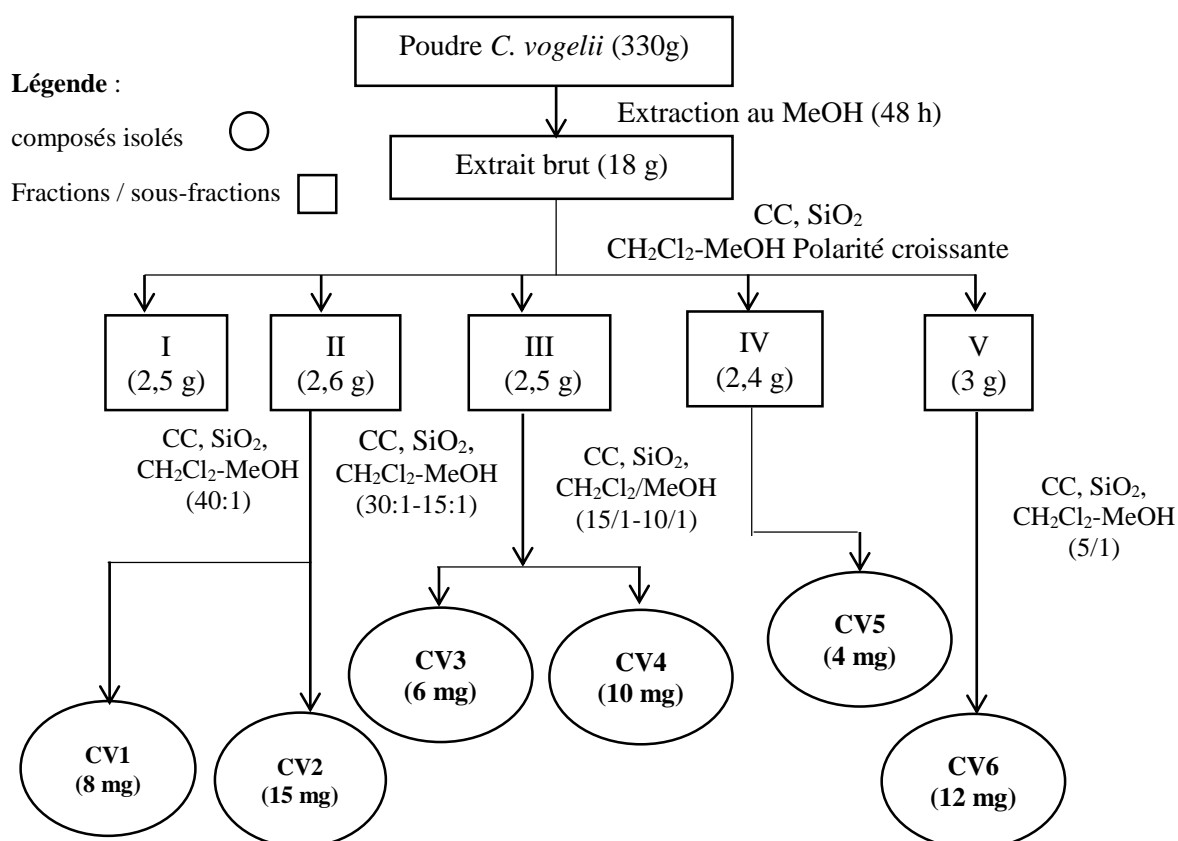 Poudre C. vogelii (330g)
Légende :
composés isolés
Fractions / sous-fractions
Extraction au MeOH (48 h)
Extrait brut (18 g)
CC, SiO₂
CH₂Cl₂-MeOH Polarité croissante
I
(2,5 g)
II
(2,6 g)
III
(2,5 g)
IV
(2,4 g)
V
(3 g)
CC, SiO₂,
CH₂Cl₂-MeOH
(40:1)
CC, SiO₂,
CH₂Cl₂-MeOH
(30:1-15:1)
CC, SiO₂,
CH₂Cl₂/MeOH
(15/1-10/1)
CC, SiO₂,
CH₂Cl₂-MeOH
(5/1)
CV1
(8 mg)
CV2
(15 mg)
CV3
(6 mg)
CV4
(10 mg)
CV5
(4 mg)
CV6
(12 mg)